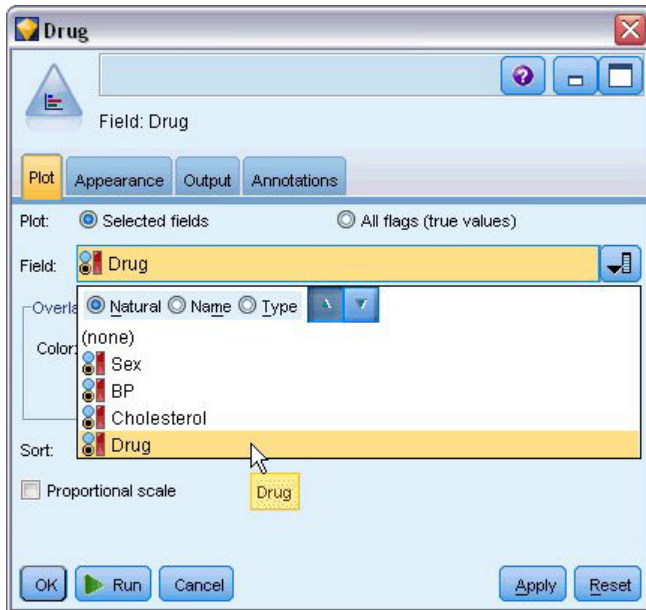 Drug
Field: Drug
Plot Appearance Output Annotations
Plot: Selected fields All flags (true values)
Field: Drug
Natural Name Type
(none)
Color:
Sex
BP
Cholesterol
Sort: Drug
Proportional scale Drug
OK Run Cancel Apply Reset